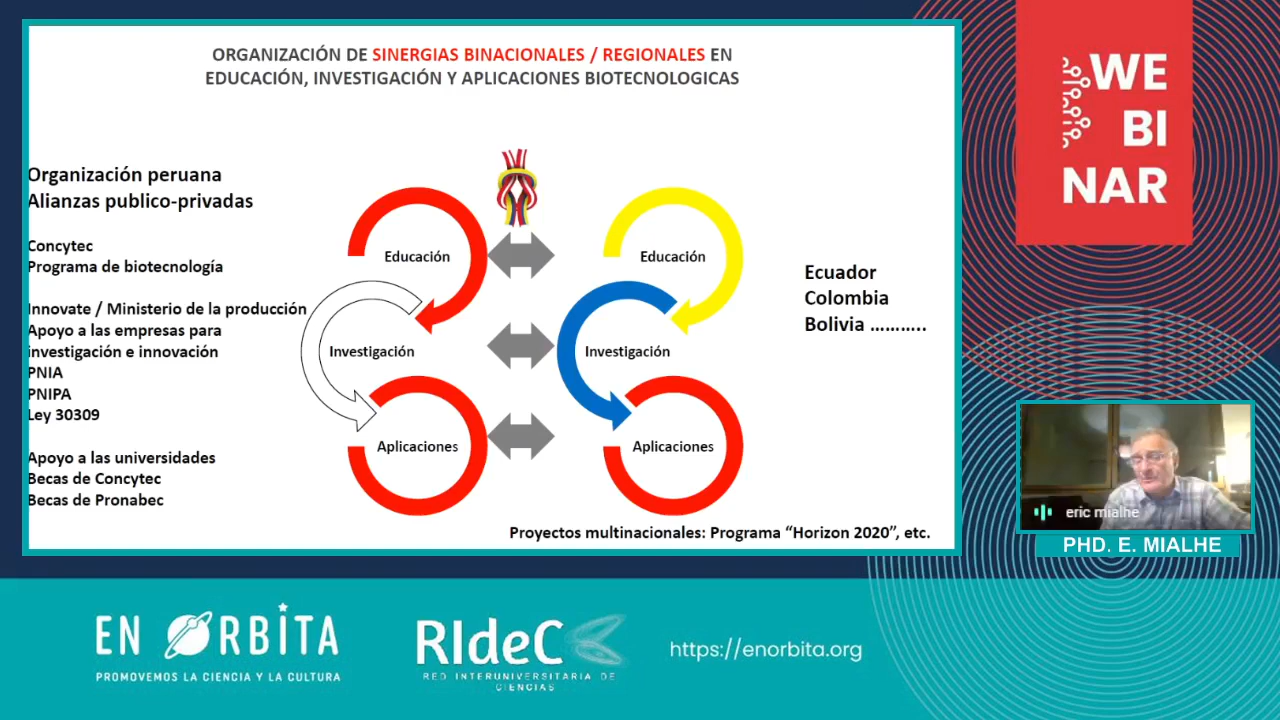 ORGANIZACIÓN DE SINERGIAS BINACIONALES / REGIONALES EN
EDUCACIÓN, INVESTIGACIÓN Y APLICACIONES BIOTECNOLOGICAS
Organización peruana
Alianzas publico-privadas
Concytec
Programa de biotecnología
Innovate / Ministerio de la producción
Apoyo a las empresas para
investigación e innovación
PNIA
PNIPA
Ley 30309
Apoyo a las universidades
Becas de Concytec
Becas de Pronabec
Educación
Investigación
Aplicaciones
Educación
Investigación
Aplicaciones
Ecuador
Colombia
Bolivia ………..
Proyectos multinacionales: Programa “Horizon 2020”, etc.
WE
BI
NAR
eric mialhe
PHD. E. MIALHE
EN ORBITA
PROMOVEMOS LA CIENCIA Y LA CULTURA
RIdeC
RED INTERUNIVERSITARIA DE
CIENCIAS
https://enorbita.org